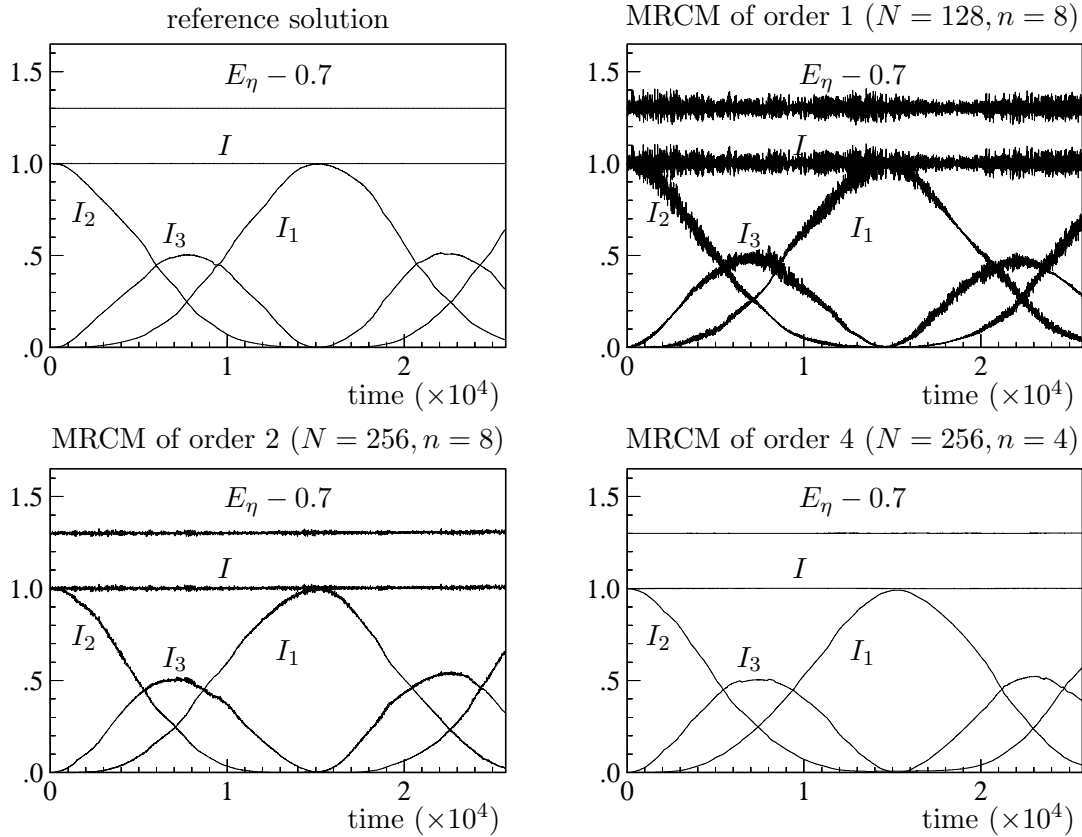 reference solution
1.5
1.0
.5
.0
E_η − 0.7
I
I_2
I_3
I_1
1
2
time (×10^4)
MRCM of order 1 (N = 128, n = 8)
1.5
1.0
.5
.0
E_η − 0.7
I
I_2
I_3
I_1
1
2
time (×10^4)
MRCM of order 2 (N = 256, n = 8)
1.5
1.0
.5
.0
E_η − 0.7
I
I_2
I_3
I_1
1
2
time (×10^4)
MRCM of order 4 (N = 256, n = 4)
1.5
1.0
.5
.0
E_η − 0.7
I
I_2
I_3
I_1
1
2
time (×10^4)